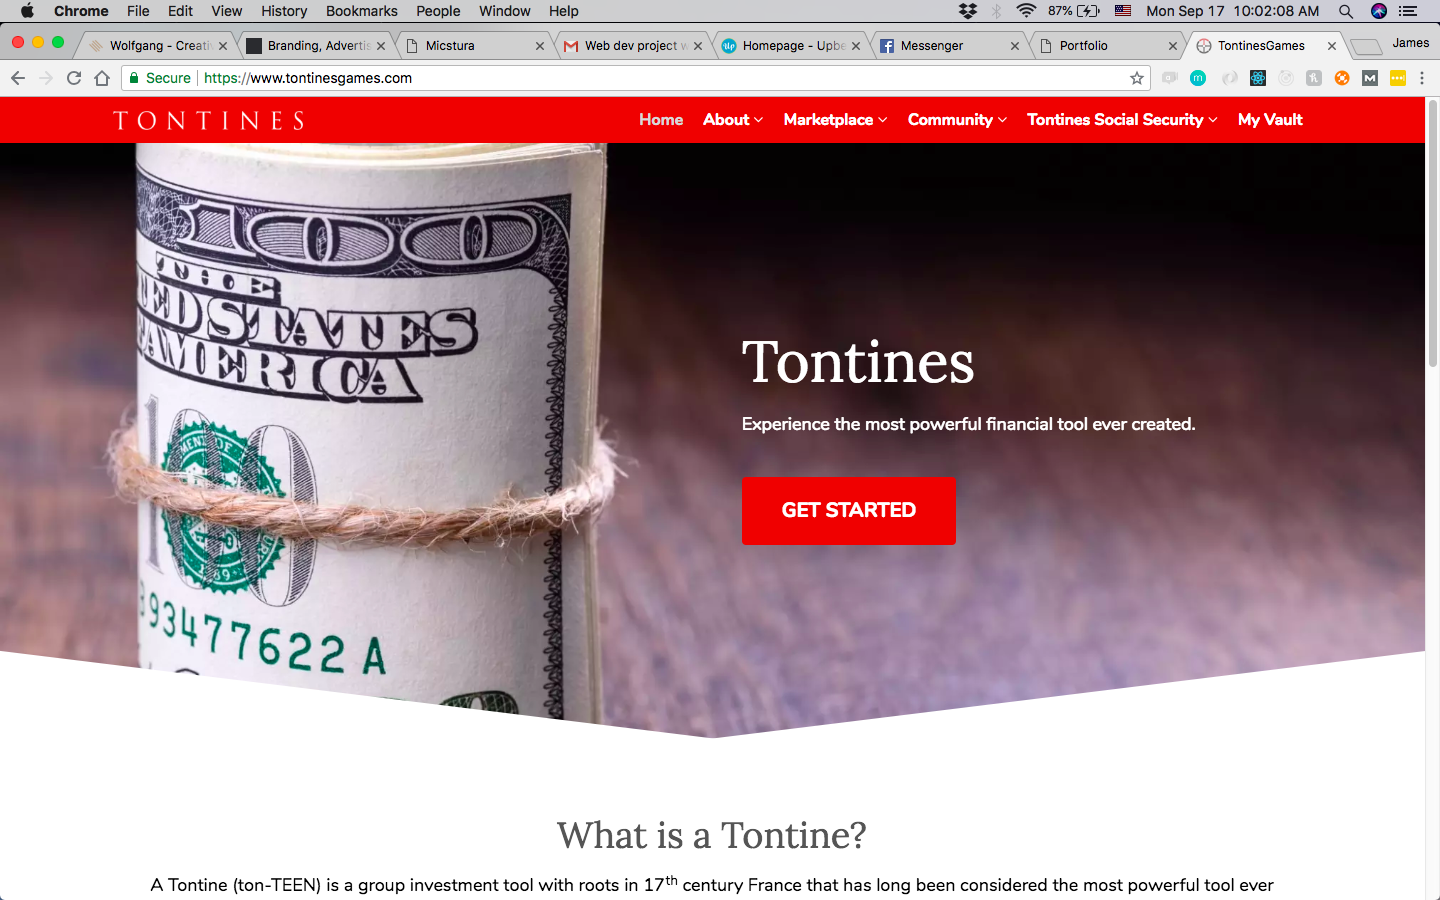 Chrome File Edit View History Bookmarks People Window Help 87% Mon Sep 17 10:02:08 AM
Wolfgang - Creati Branding, Advertis Micstura Web dev project w Homepage - Upbe Messenger Portfolio TontinesGames James
Secure https://www.tontinesgames.com
TONTINES Home About Marketplace Community Tontines Social Security My Vault
100
THE
TED STATES
AMERICA
100
93477622 A
Tontines
Experience the most powerful financial tool ever created.
GET STARTED
What is a Tontine?
A Tontine (ton-TEEN) is a group investment tool with roots in 17th century France that has long been considered the most powerful tool ever